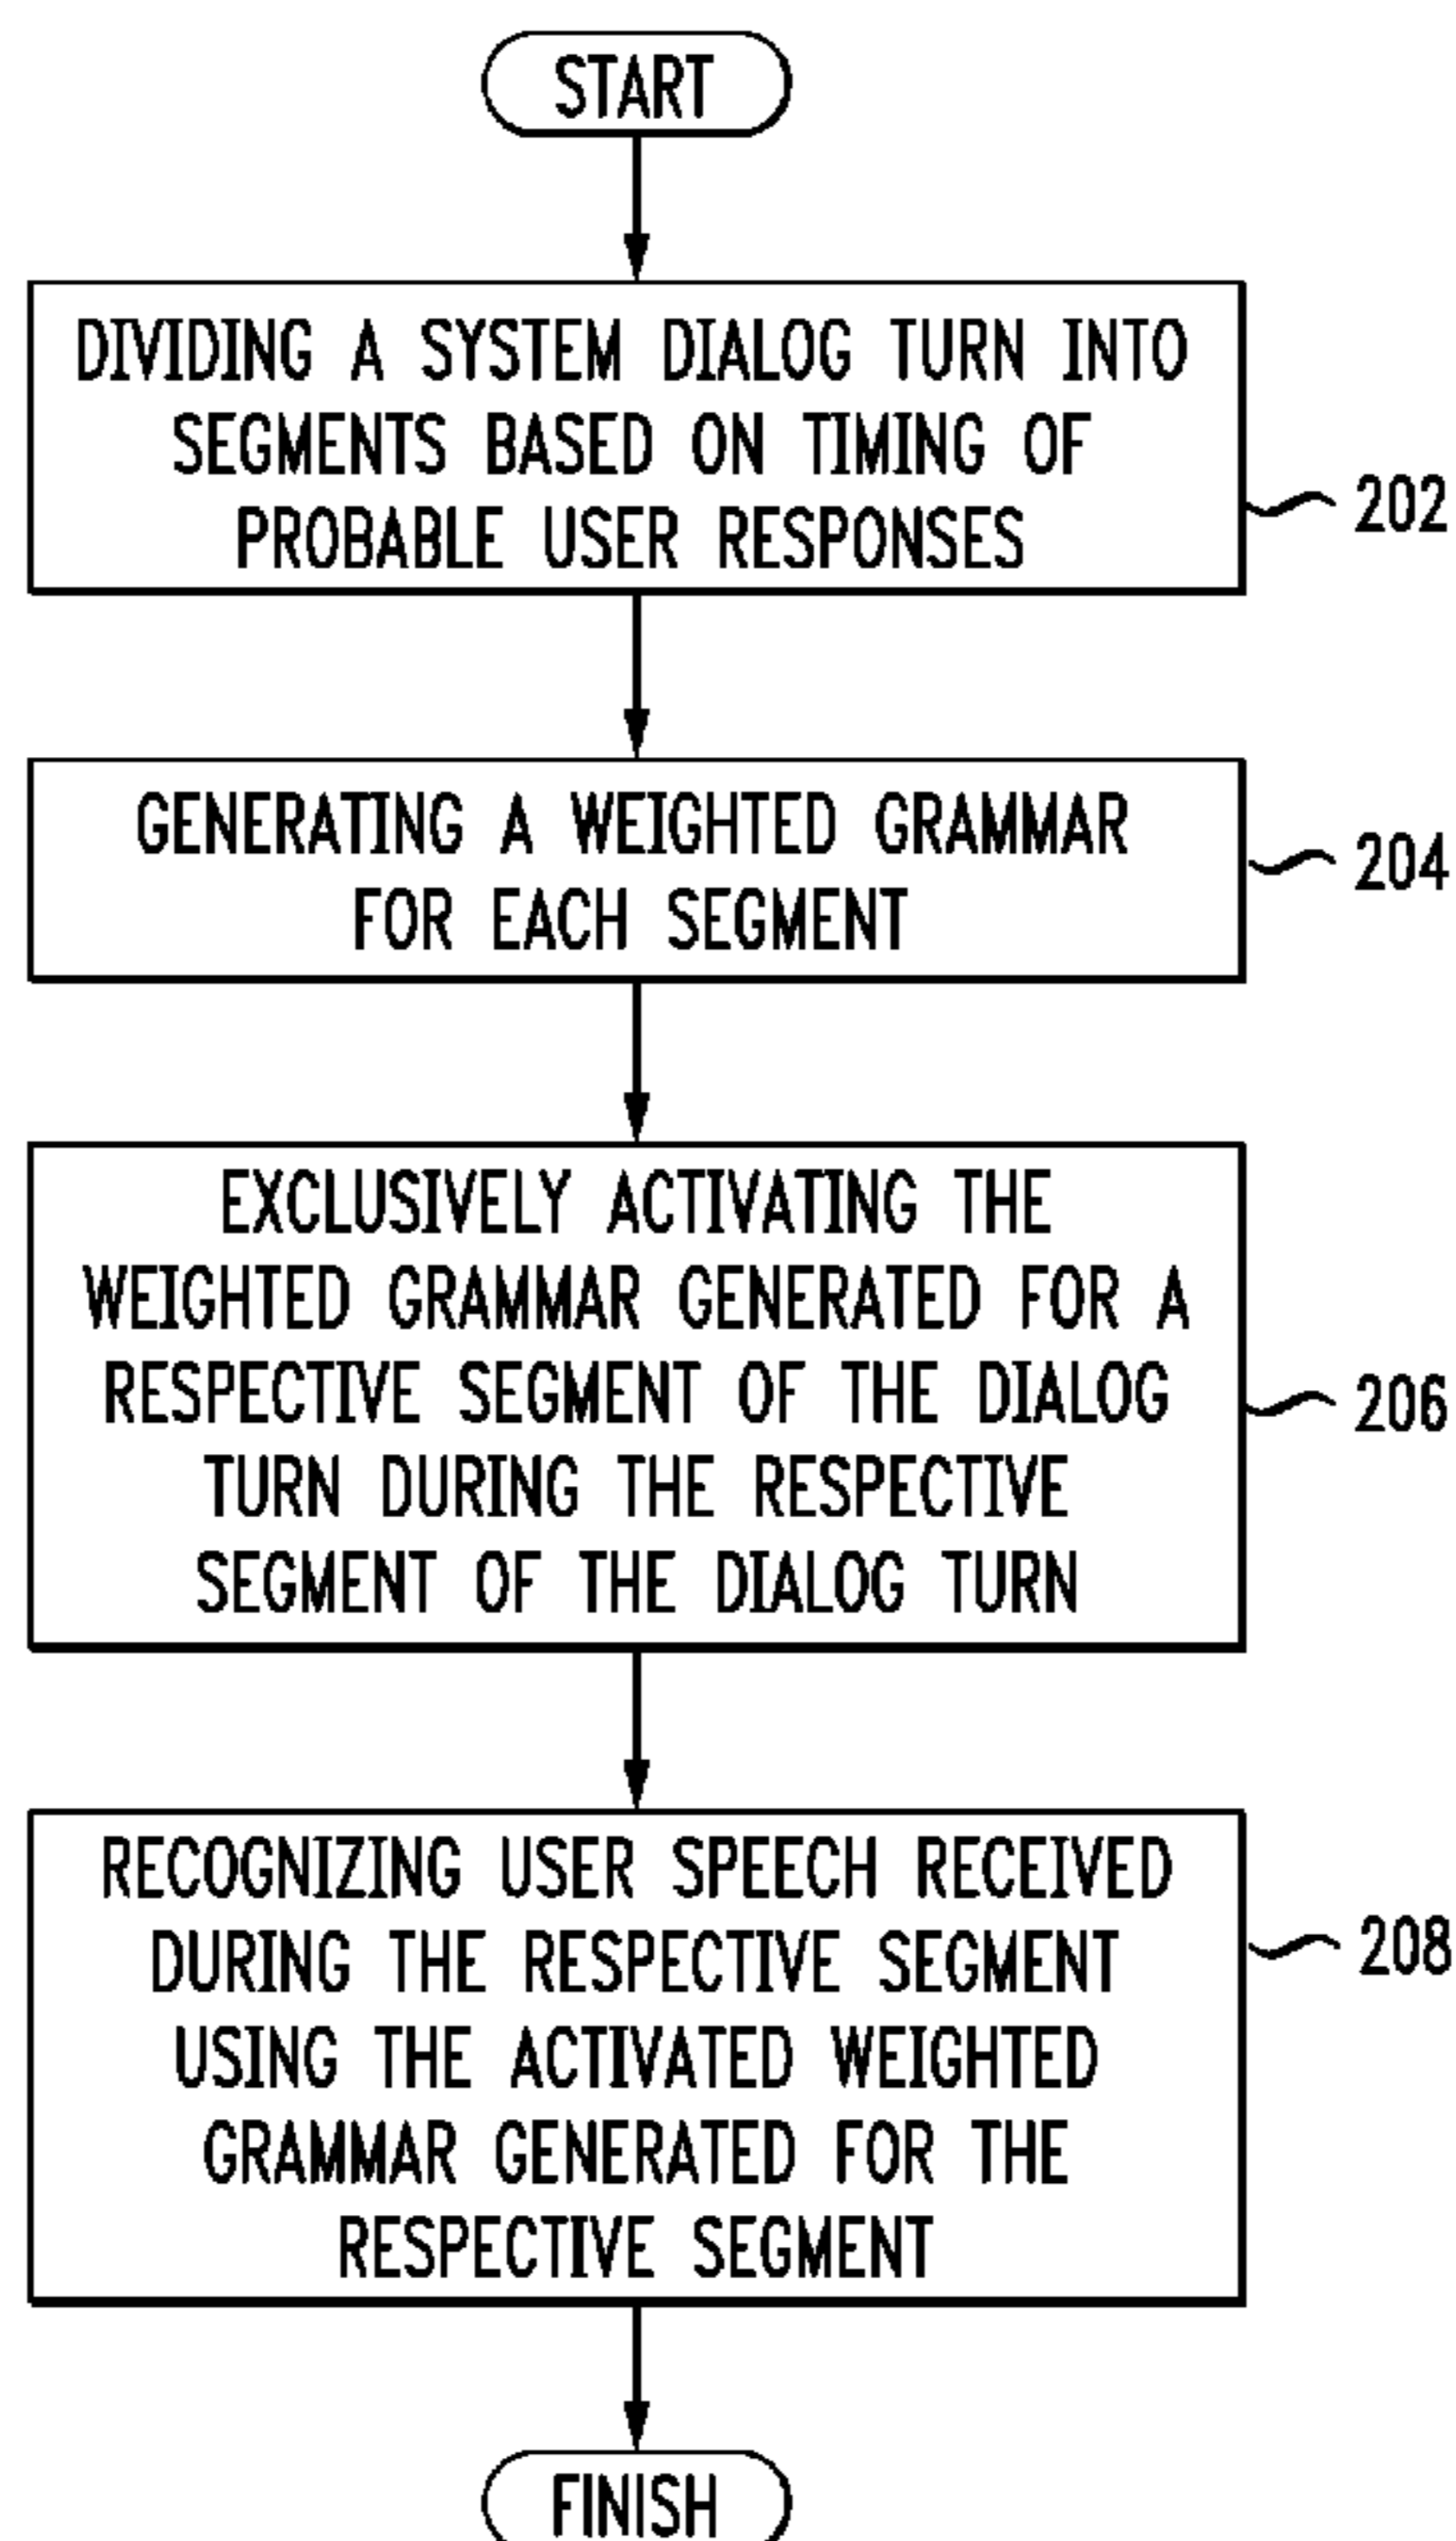 START
DIVIDING A SYSTEM DIALOG TURN INTO
SEGMENTS BASED ON TIMING OF
PROBABLE USER RESPONSES
202
GENERATING A WEIGHTED GRAMMAR
FOR EACH SEGMENT
204
EXCLUSIVELY ACTIVATING THE
WEIGHTED GRAMMAR GENERATED FOR A
RESPECTIVE SEGMENT OF THE DIALOG
TURN DURING THE RESPECTIVE
SEGMENT OF THE DIALOG TURN
206
RECOGNIZING USER SPEECH RECEIVED
DURING THE RESPECTIVE SEGMENT
USING THE ACTIVATED WEIGHTED
GRAMMAR GENERATED FOR THE
RESPECTIVE SEGMENT
208
FINISH